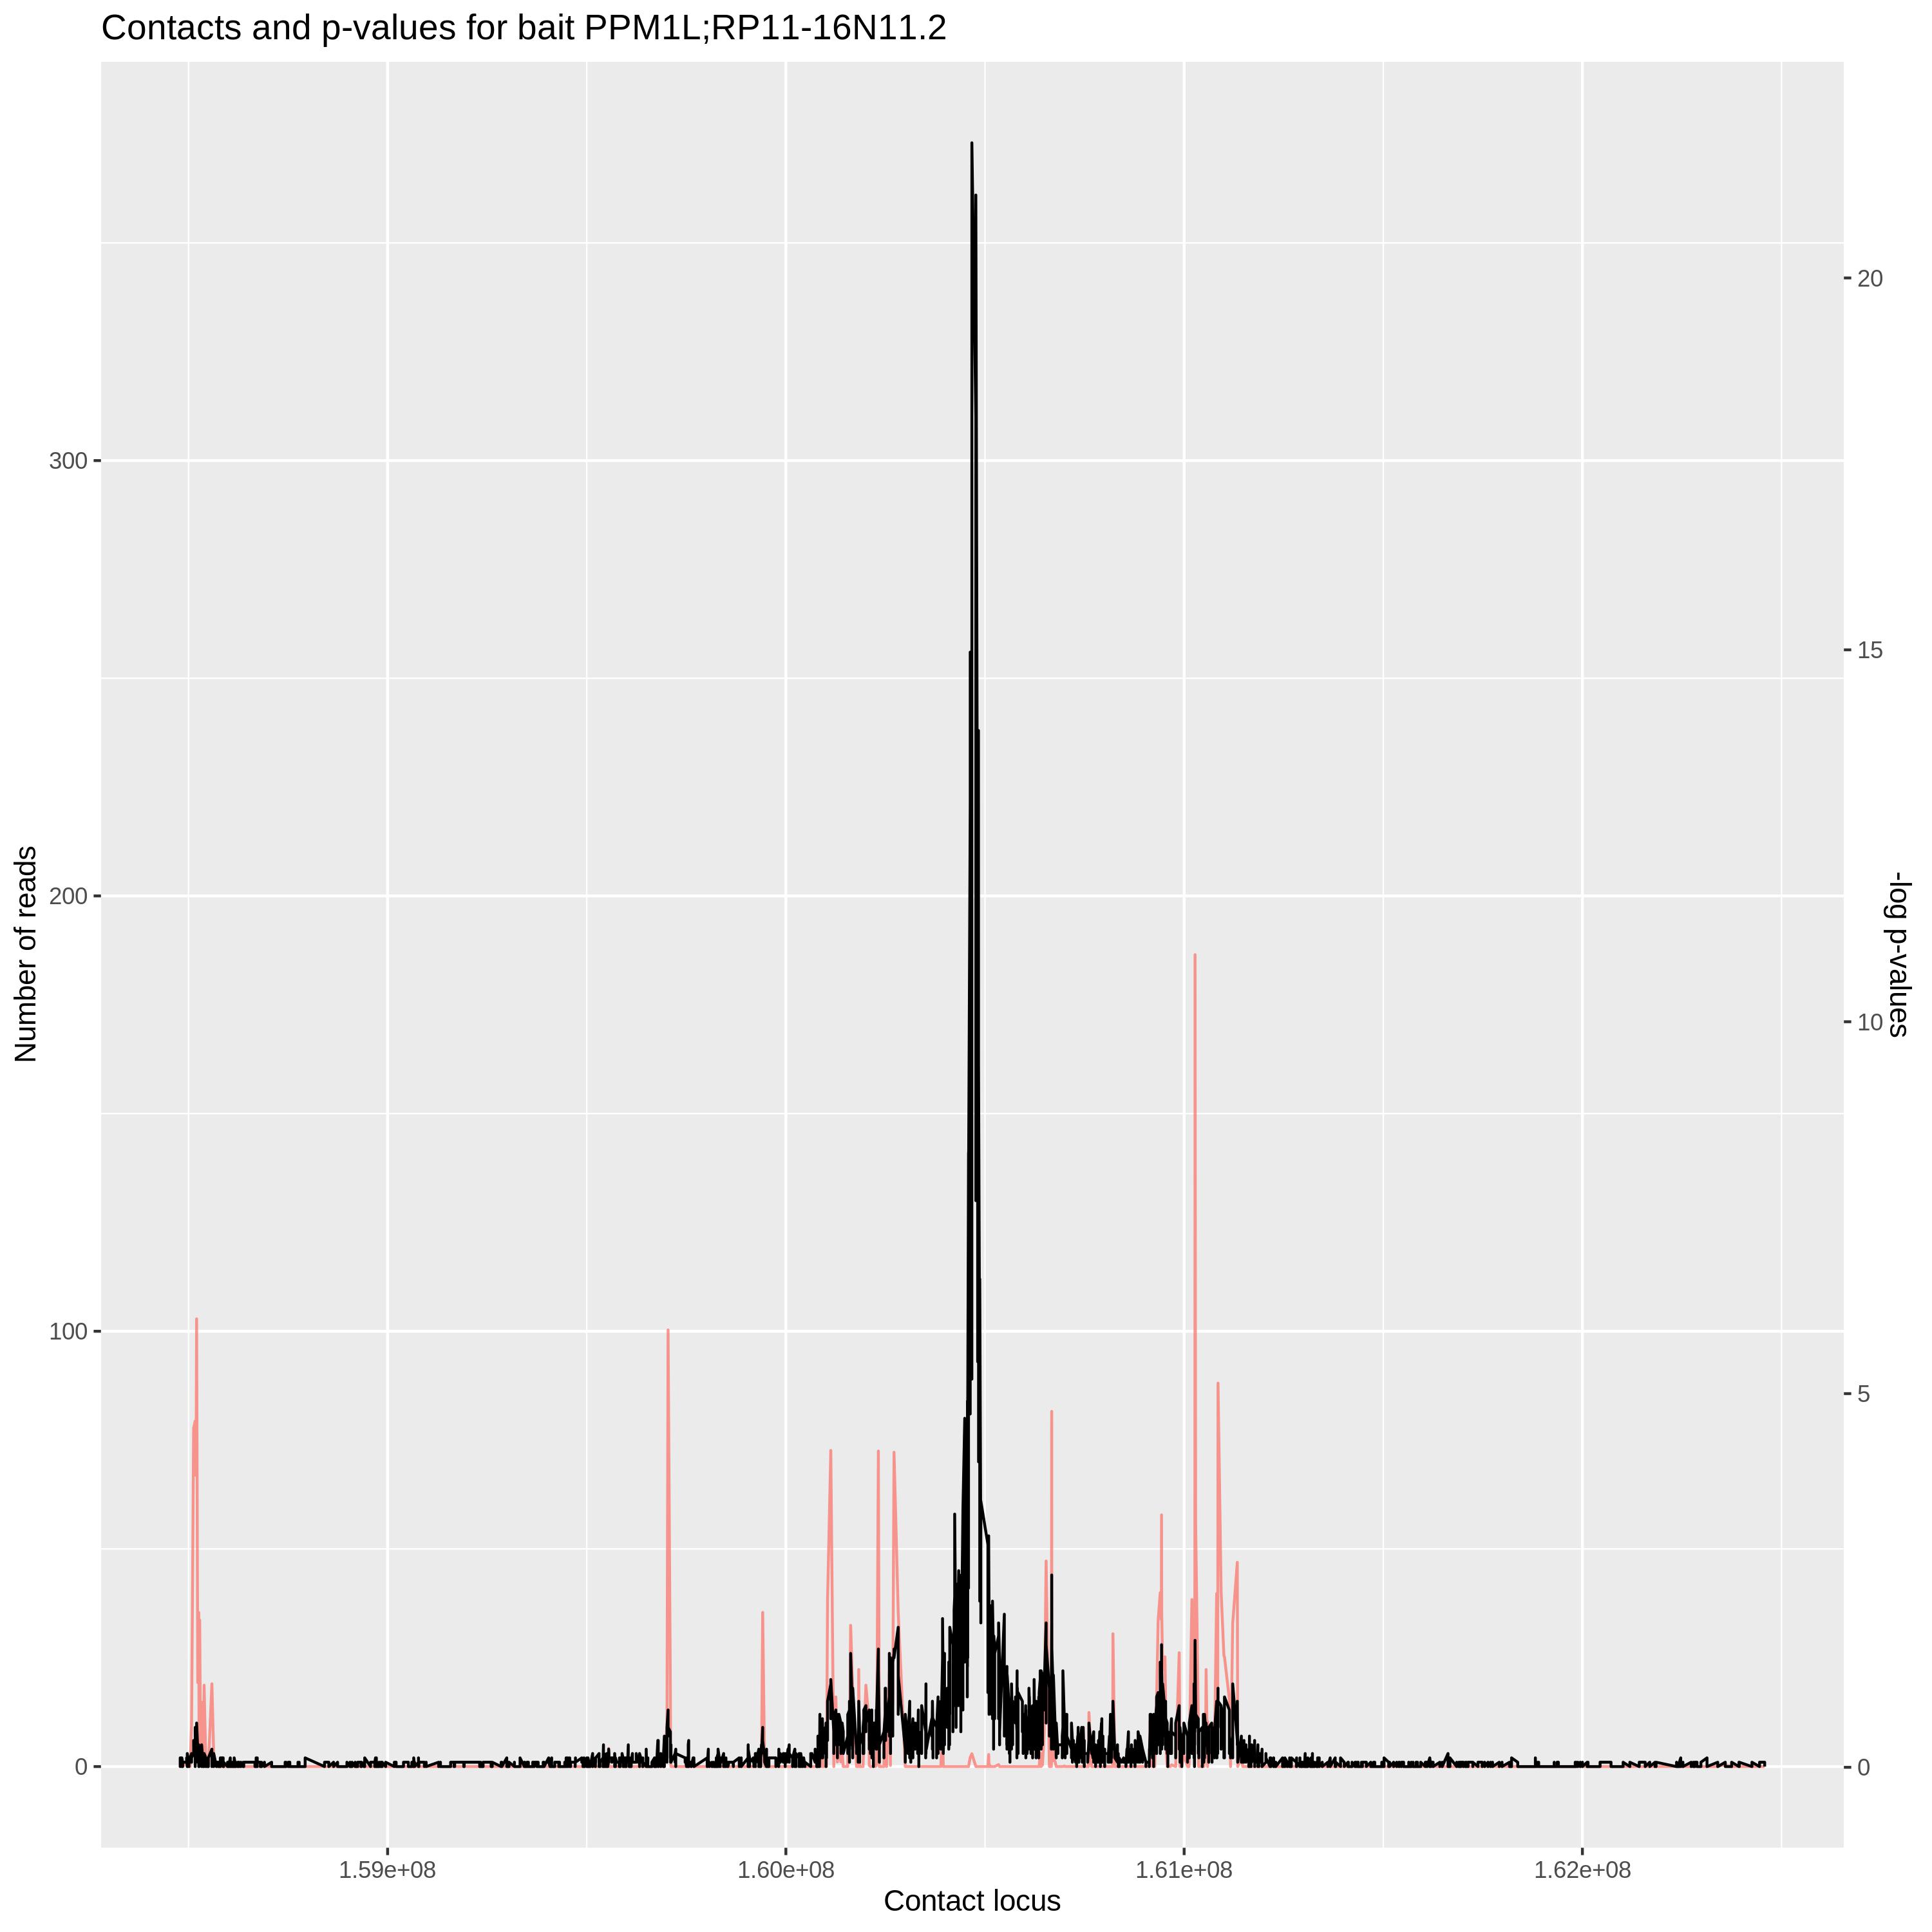 Contacts and p-values for bait PPM1L;RP11-16N11.2
300
200
100
0
20
15
10
5
0
Number of reads
-log p-values
1.59e+08 1.60e+08 1.61e+08 1.62e+08
Contact locus